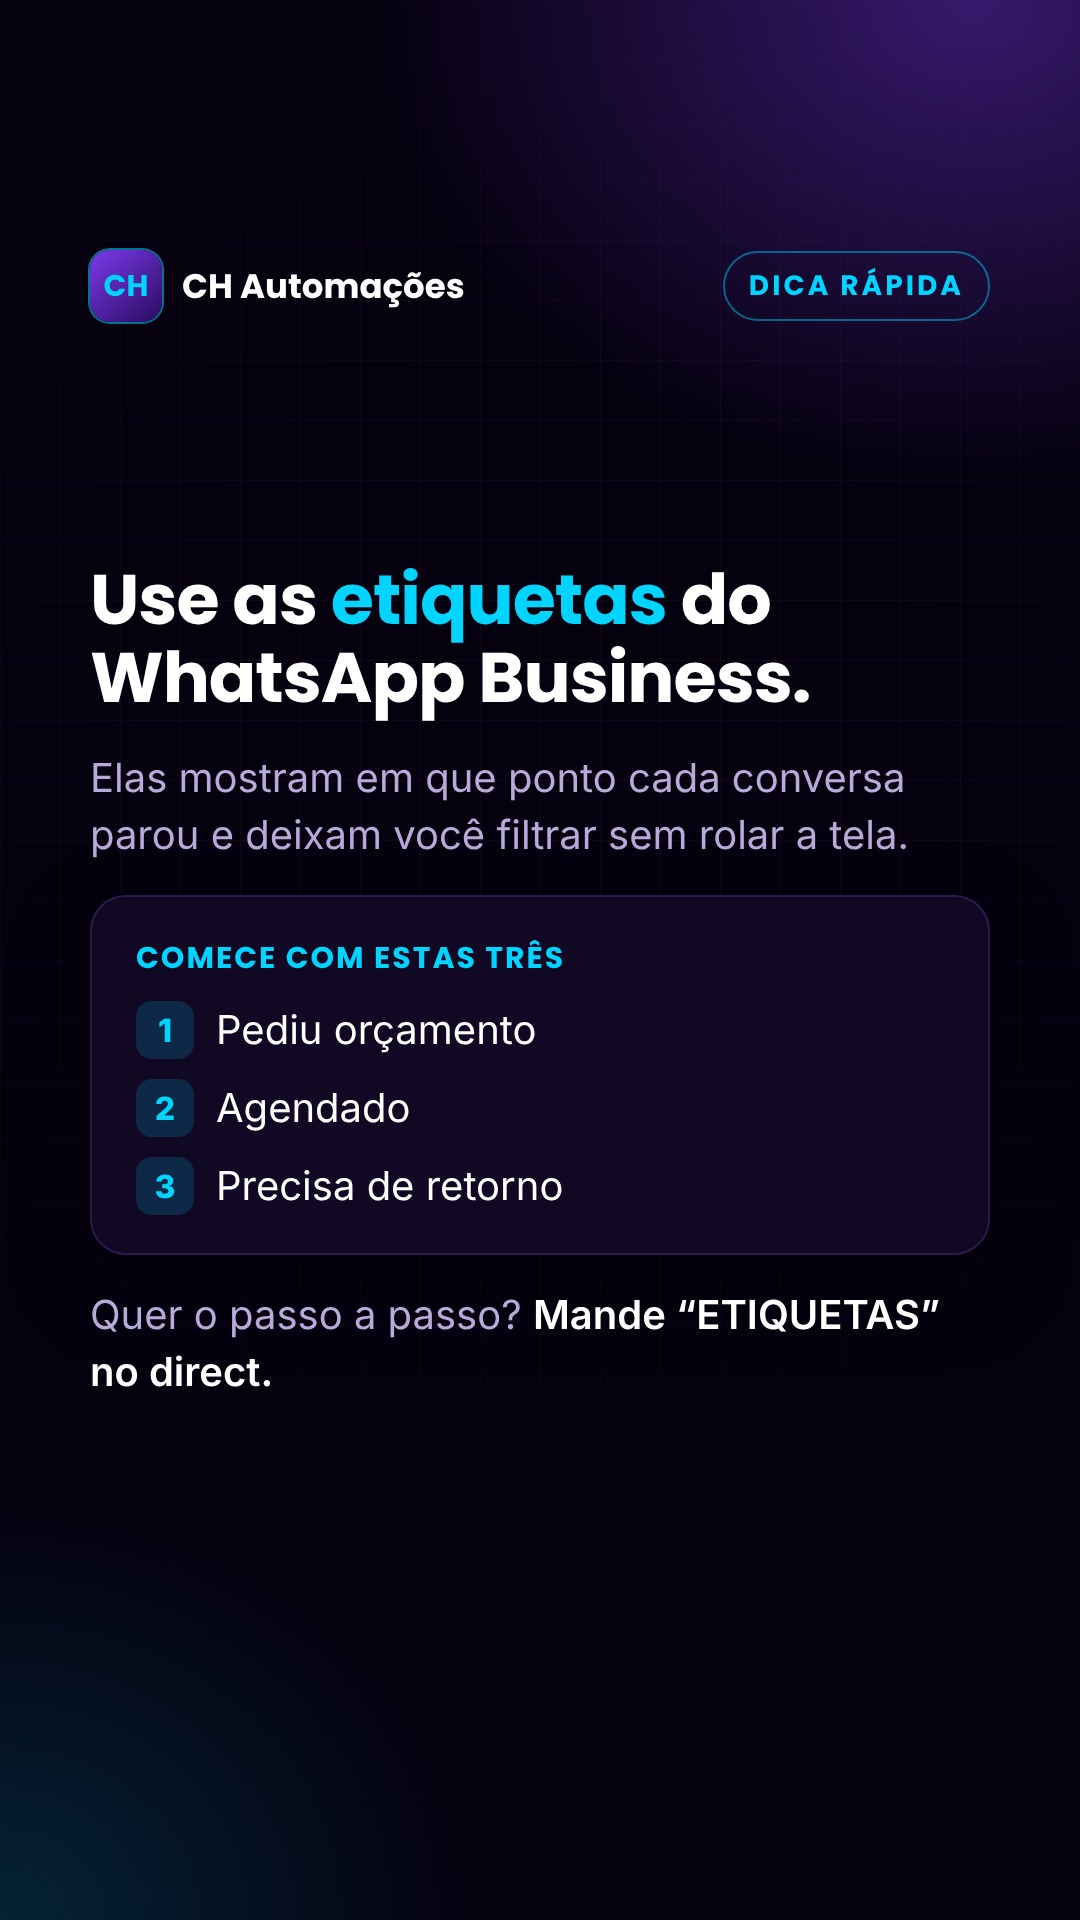 CH
CH Automações
DICA RÁPIDA
Use as etiquetas do
WhatsApp Business.
Elas mostram em que ponto cada conversa
parou e deixam você filtrar sem rolar a tela.
COMECE COM ESTAS TRÊS
1 Pediu orçamento
2 Agendado
3 Precisa de retorno
Quer o passo a passo? Mande “ETIQUETAS”
no direct.